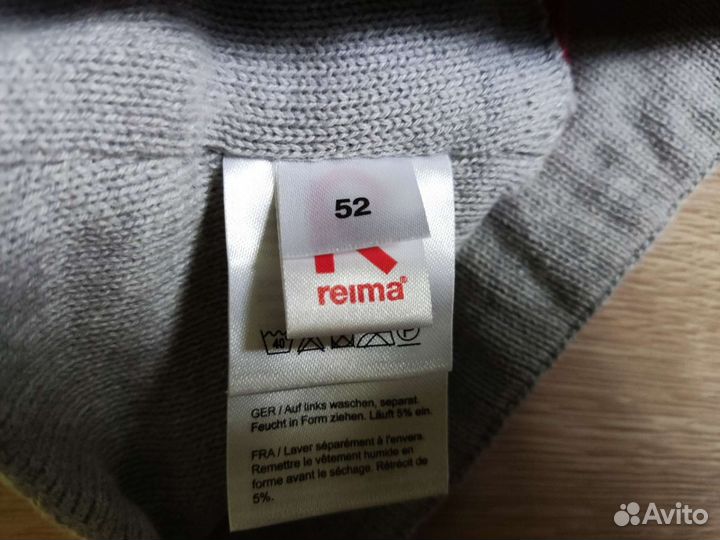 52
reima®
40
P
GER / Auf links waschen, separat.
Feucht in Form ziehen. Läuft 5% ein.
FRA / Laver séparément à l'envers.
Remettre le vêtement humide en
forme avant le séchage. Rétrécit de
5%.
Avito